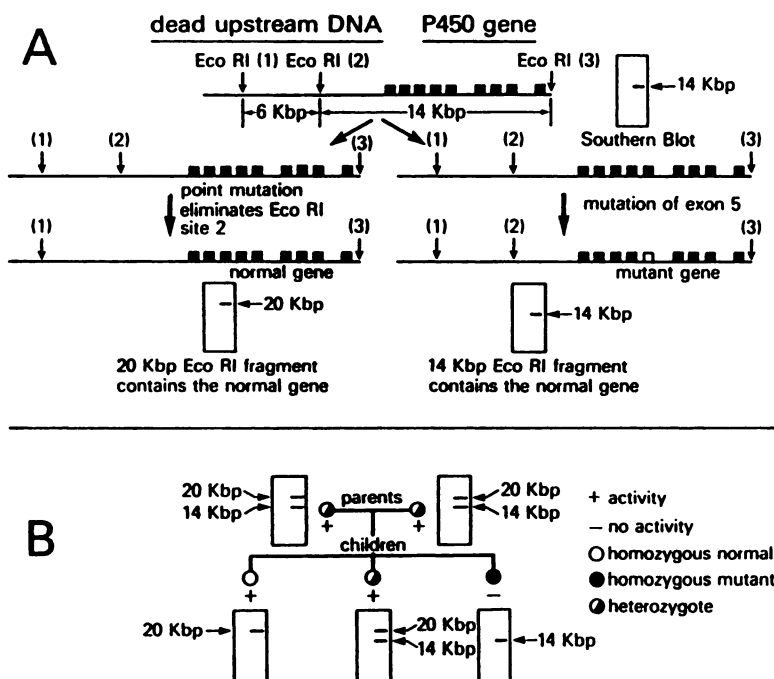 A
dead upstream DNA P450 gene
Eco RI (1) Eco RI (2) Eco RI (3)
6 Kbp 14 Kbp
14 Kbp
Southern Blot
(1) (2) (3) (1) (2) (3)
point mutation
eliminates Eco RI
site 2
mutation of exon 5
(1) (3) (1) (2) (3)
normal gene mutant gene
20 Kbp 14 Kbp
20 Kbp Eco RI fragment
contains the normal gene
14 Kbp Eco RI fragment
contains the normal gene
B
20 Kbp
14 Kbp
parents
+ +
20 Kbp
14 Kbp
children
+ + −
20 Kbp
20 Kbp
14 Kbp
14 Kbp
+ activity
− no activity
homozygous normal
homozygous mutant
heterozygote